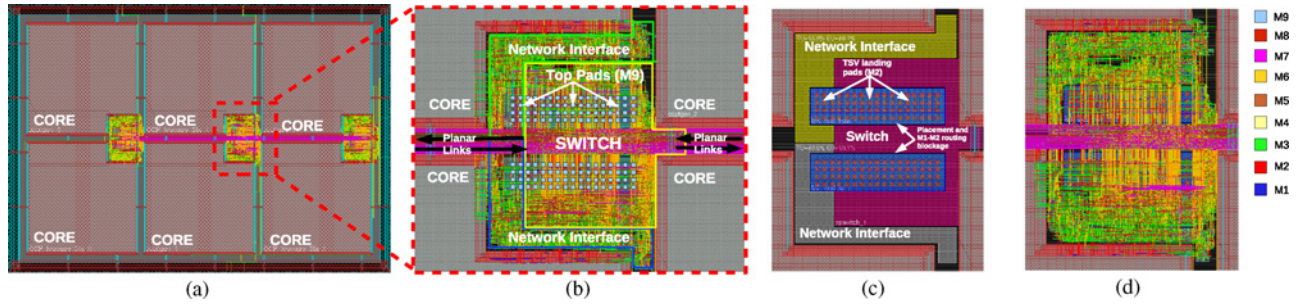 CORE
CORE
CORE
CORE
CORE
CORE
(a)
Network Interface
Top Pads (M9)
CORE
CORE
Planar
Links
SWITCH
Planar
Links
CORE
CORE
Network Interface
(b)
Network Interface
TSV landing
pads (M2)
Switch
Placement and
M1-M2 routing
blockage
Network Interface
(c)
(d)
M9
M8
M7
M6
M5
M4
M3
M2
M1